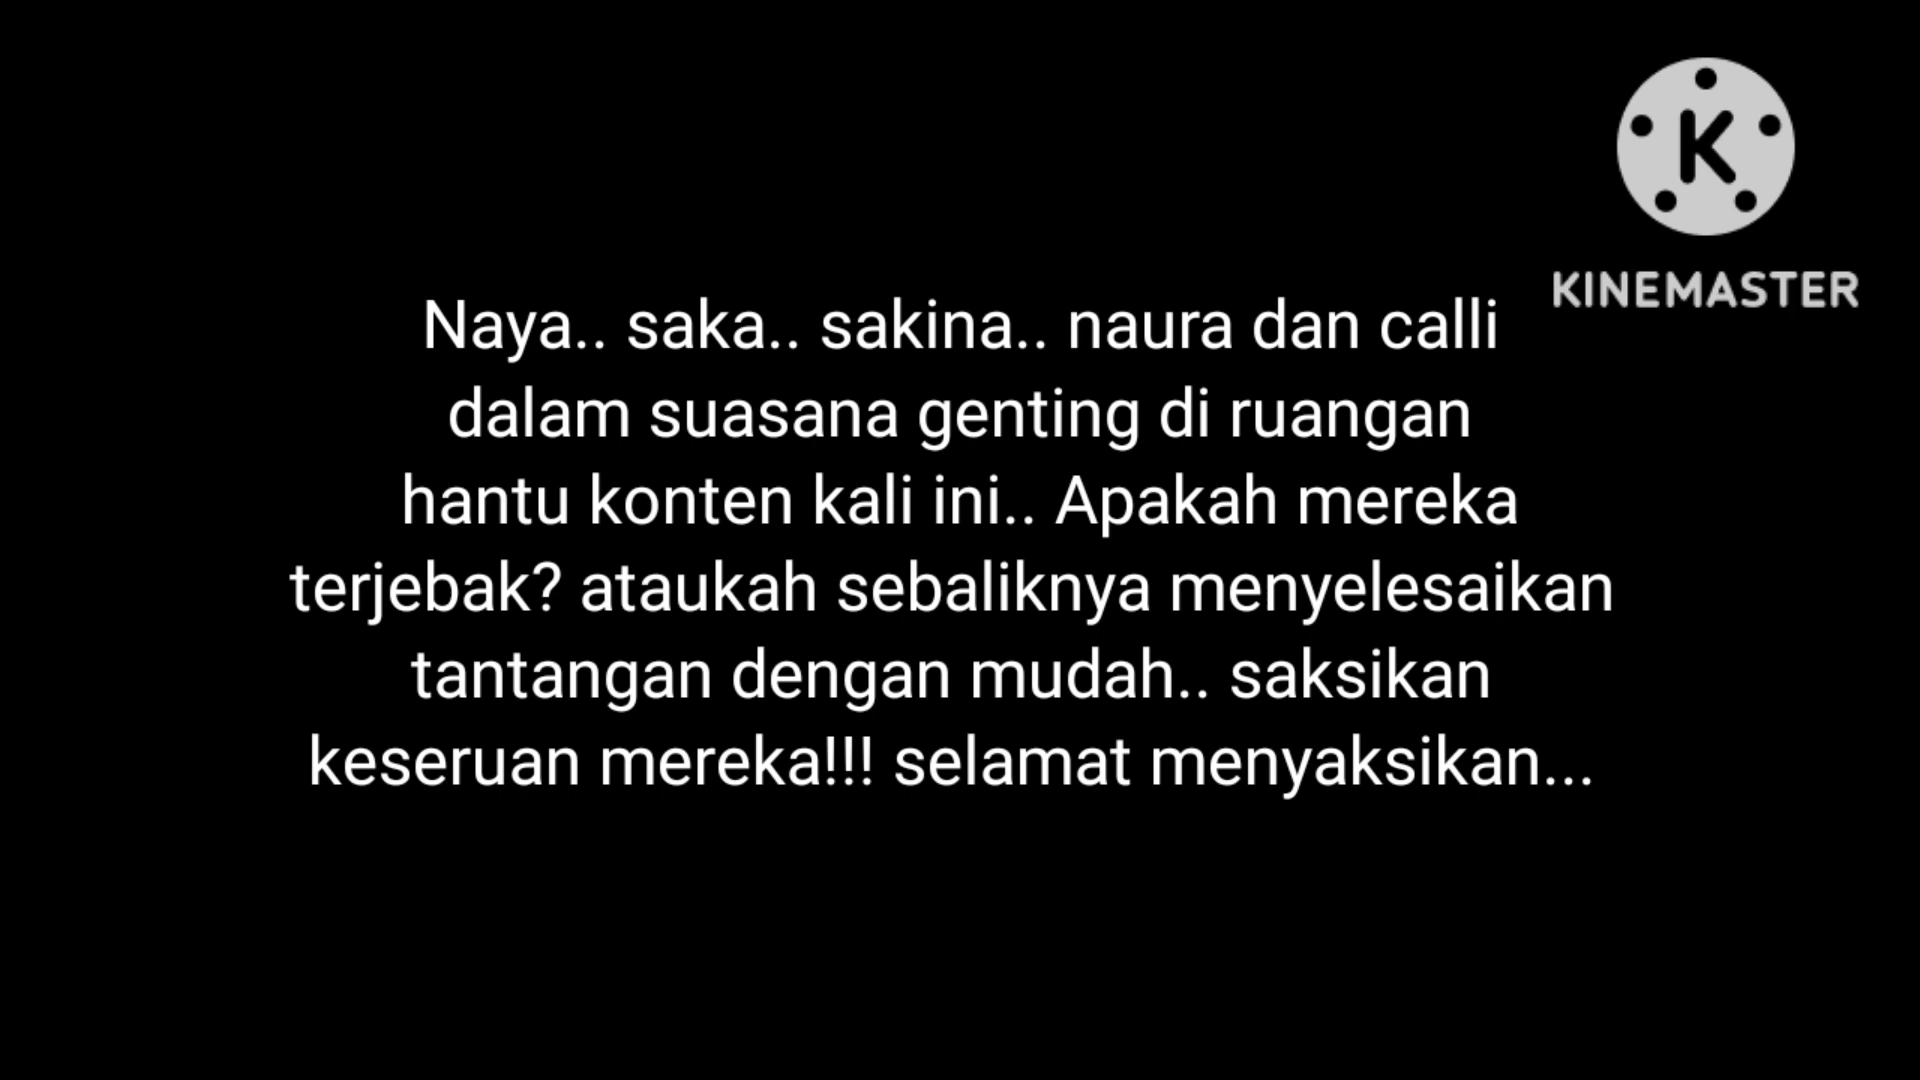 K
KINEMASTER
Naya.. saka.. sakina.. naura dan calli
dalam suasana genting di ruangan
hantu konten kali ini.. Apakah mereka
terjebak? ataukah sebaliknya menyelesaikan
tantangan dengan mudah.. saksikan
keseruan mereka!!! selamat menyaksikan...